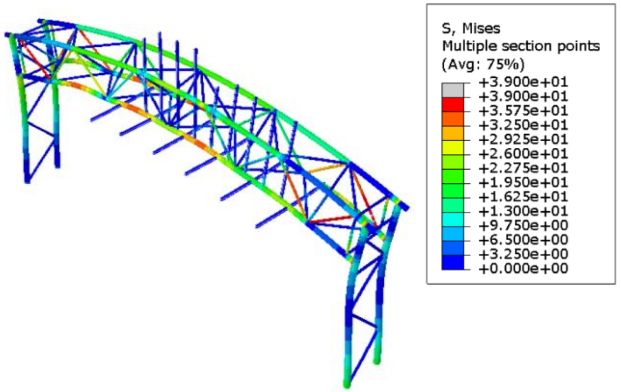 S, Mises
Multiple section points
(Avg: 75%)
+3.900e+01
+3.900e+01
+3.575e+01
+3.250e+01
+2.925e+01
+2.600e+01
+2.275e+01
+1.950e+01
+1.625e+01
+1.300e+01
+9.750e+00
+6.500e+00
+3.250e+00
+0.000e+00